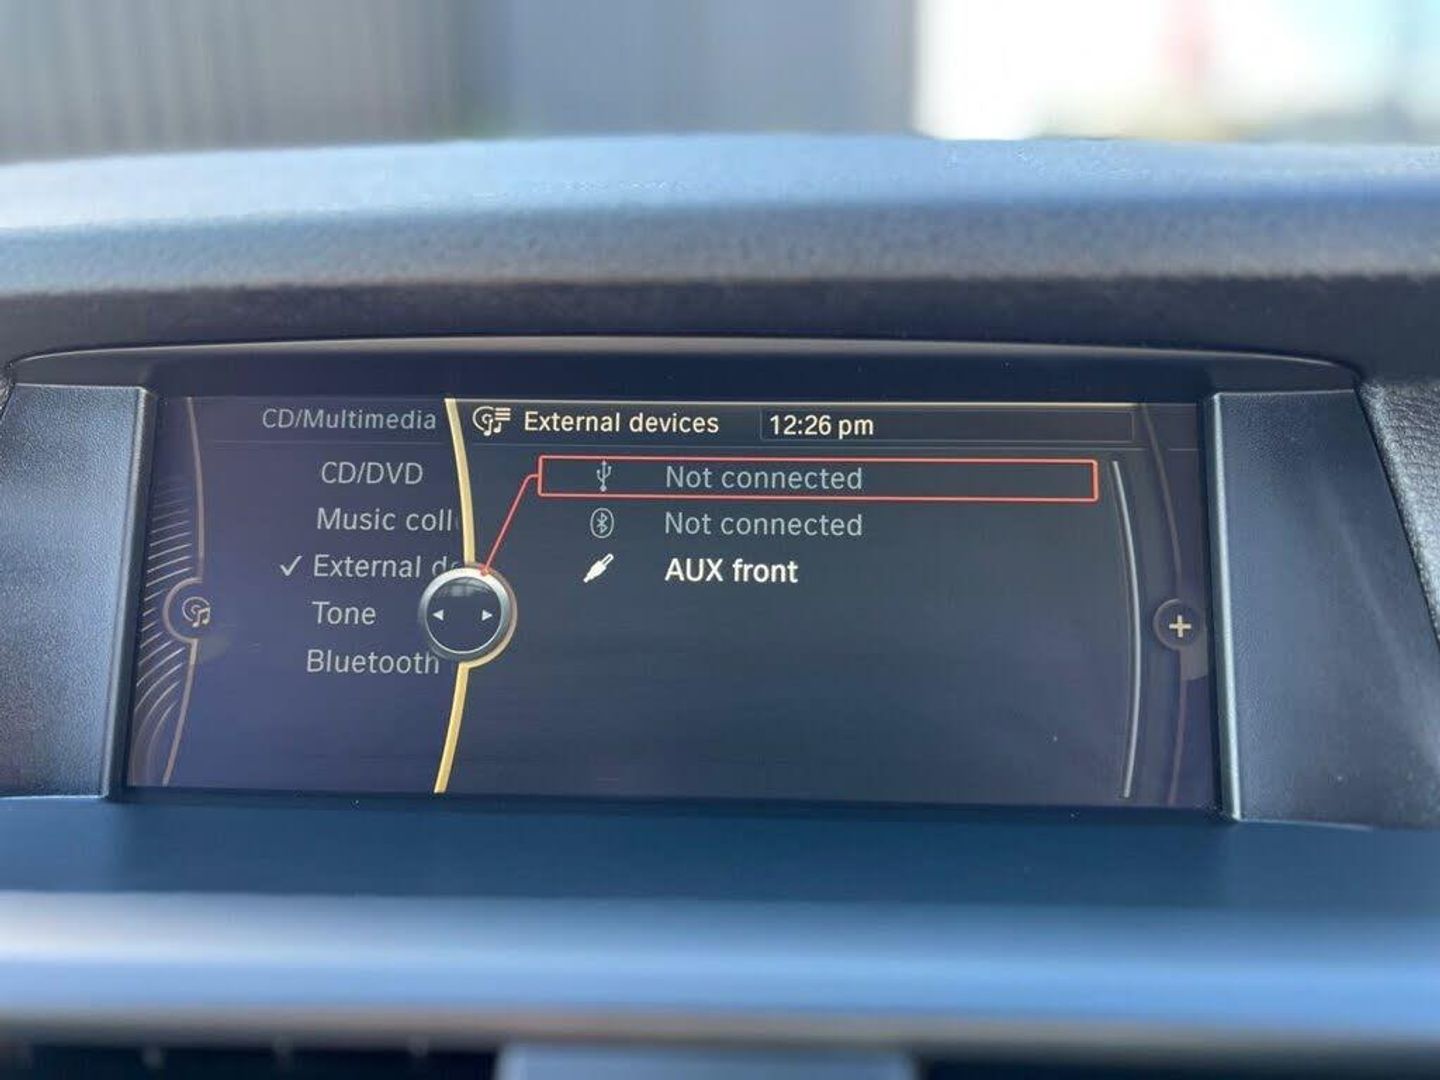 CD/Multimedia
External devices
12:26 pm
CD/DVD
Music coll
External de
Tone
Bluetooth
Not connected
Not connected
AUX front